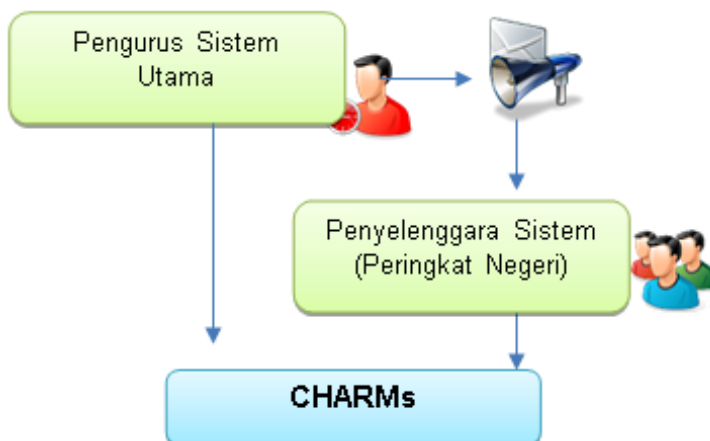 Pengurus Sistem
Utama
Penyelenggara Sistem
(Peringkat Negeri)
CHARMs